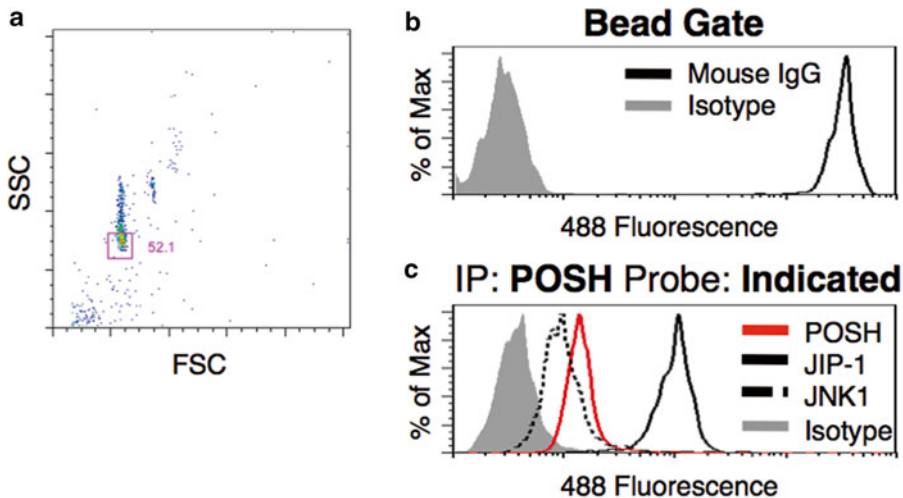 a
SSC
52.1
FSC
b
Bead Gate
% of Max
Mouse IgG
Isotype
488 Fluorescence
c
IP: POSH Probe: Indicated
% of Max
POSH
JIP-1
JNK1
Isotype
488 Fluorescence